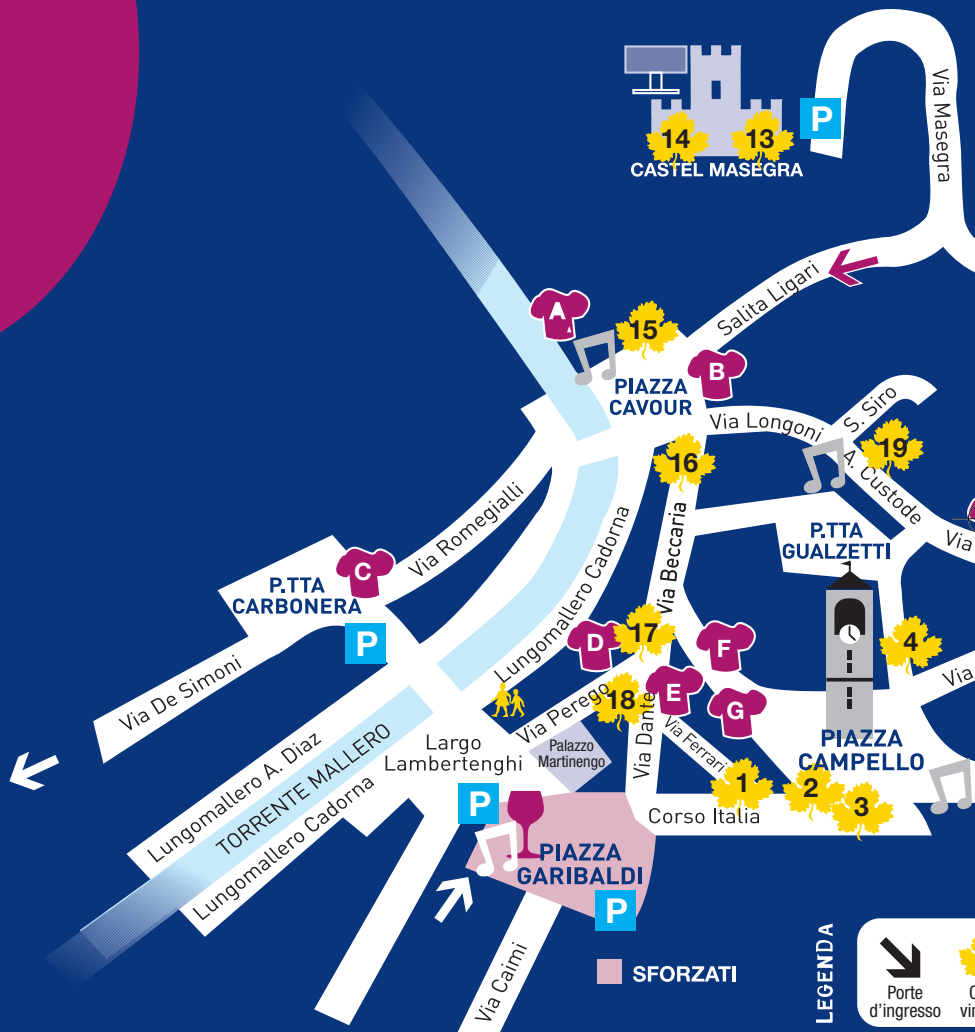 P
Via Masegra
14
13
CASTEL MASEGRA
Salita Ligari
A
15
PIAZZA
CAVOUR
B
Via Longoni
S. Siro
16
19
A. Custode
Via
Via Romegialli
Lungomallero Cadorna
Via Beccaria
P.TTA
GUALZETTI
C
P.TTA
CARBONERA
P
D
17
F
4
Via De Simoni
E
18
G
Via
Via Perego
Via Dante
Via Ferrari
Largo
Lambertenghi
Palazzo
Martinengo
PIAZZA
CAMPELLO
Lungomallero A. Diaz
TORRENTE MALLERO
Lungomallero Cadorna
1
2
3
P
Corso Italia
PIAZZA
GARIBALDI
P
Via Caimi
SFORZATI
LEGENDA
Porte
d'ingresso